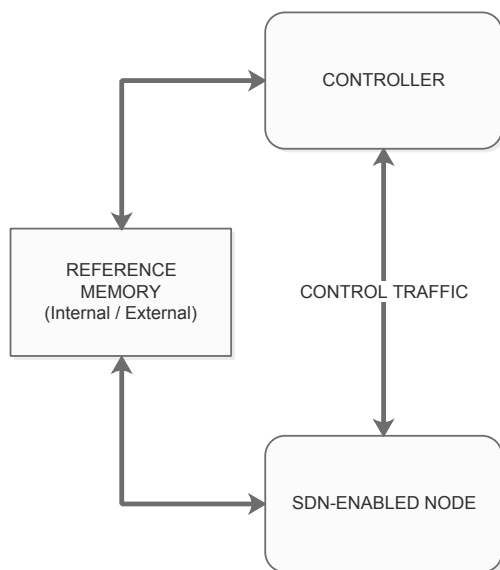 CONTROLLER
REFERENCE
MEMORY
(Internal / External)
CONTROL TRAFFIC
SDN-ENABLED NODE